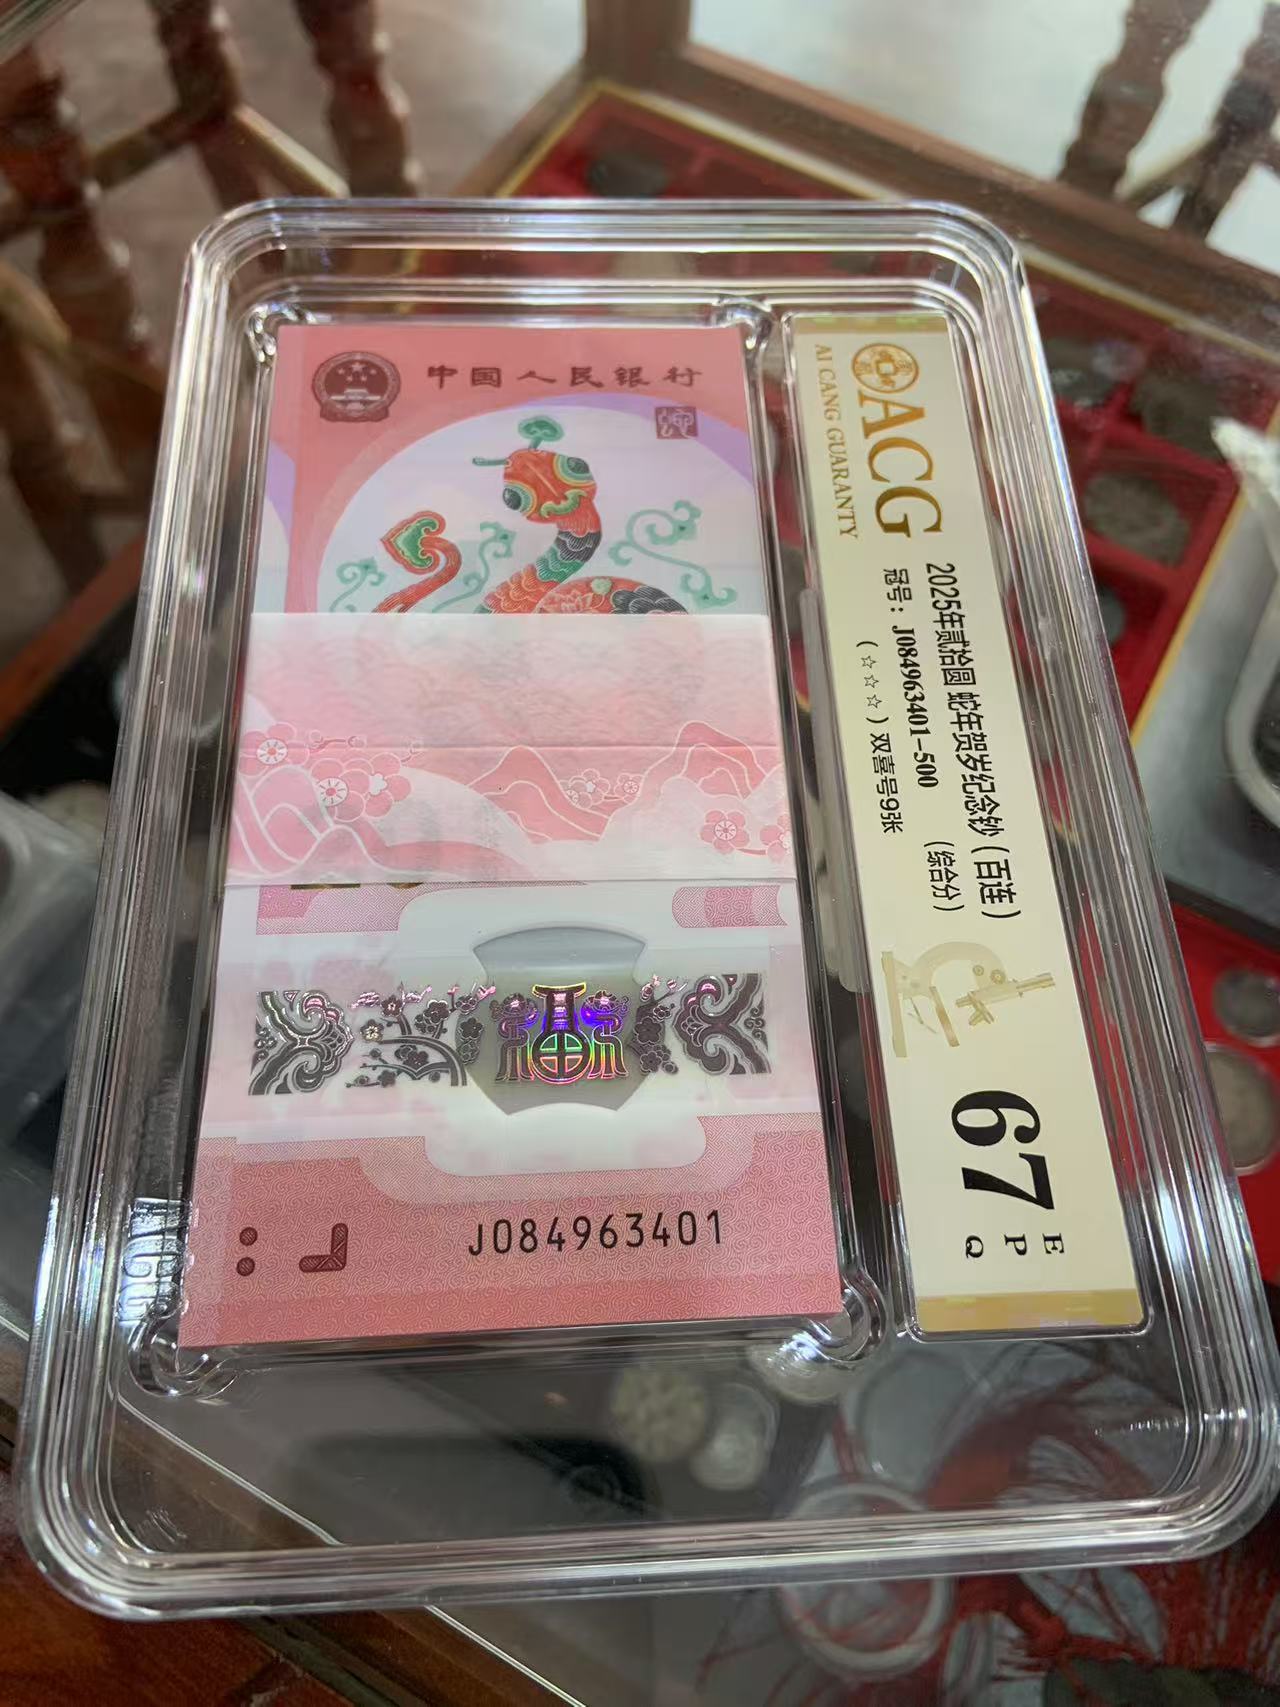 中国人民银行
J084963401
ACG
AI CANG GUARANTY
2025年贰拾圆 蛇年贺岁纪念钞（百连）
冠号：J084963401-500 （综合分）
（☆☆☆）双喜号9张
67
E
P
Q